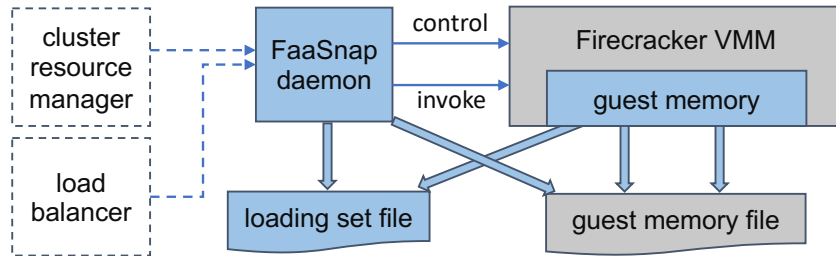 cluster
resource
manager
FaaSnap
daemon
control
invoke
Firecracker VMM
guest memory
load
balancer
loading set file
guest memory file